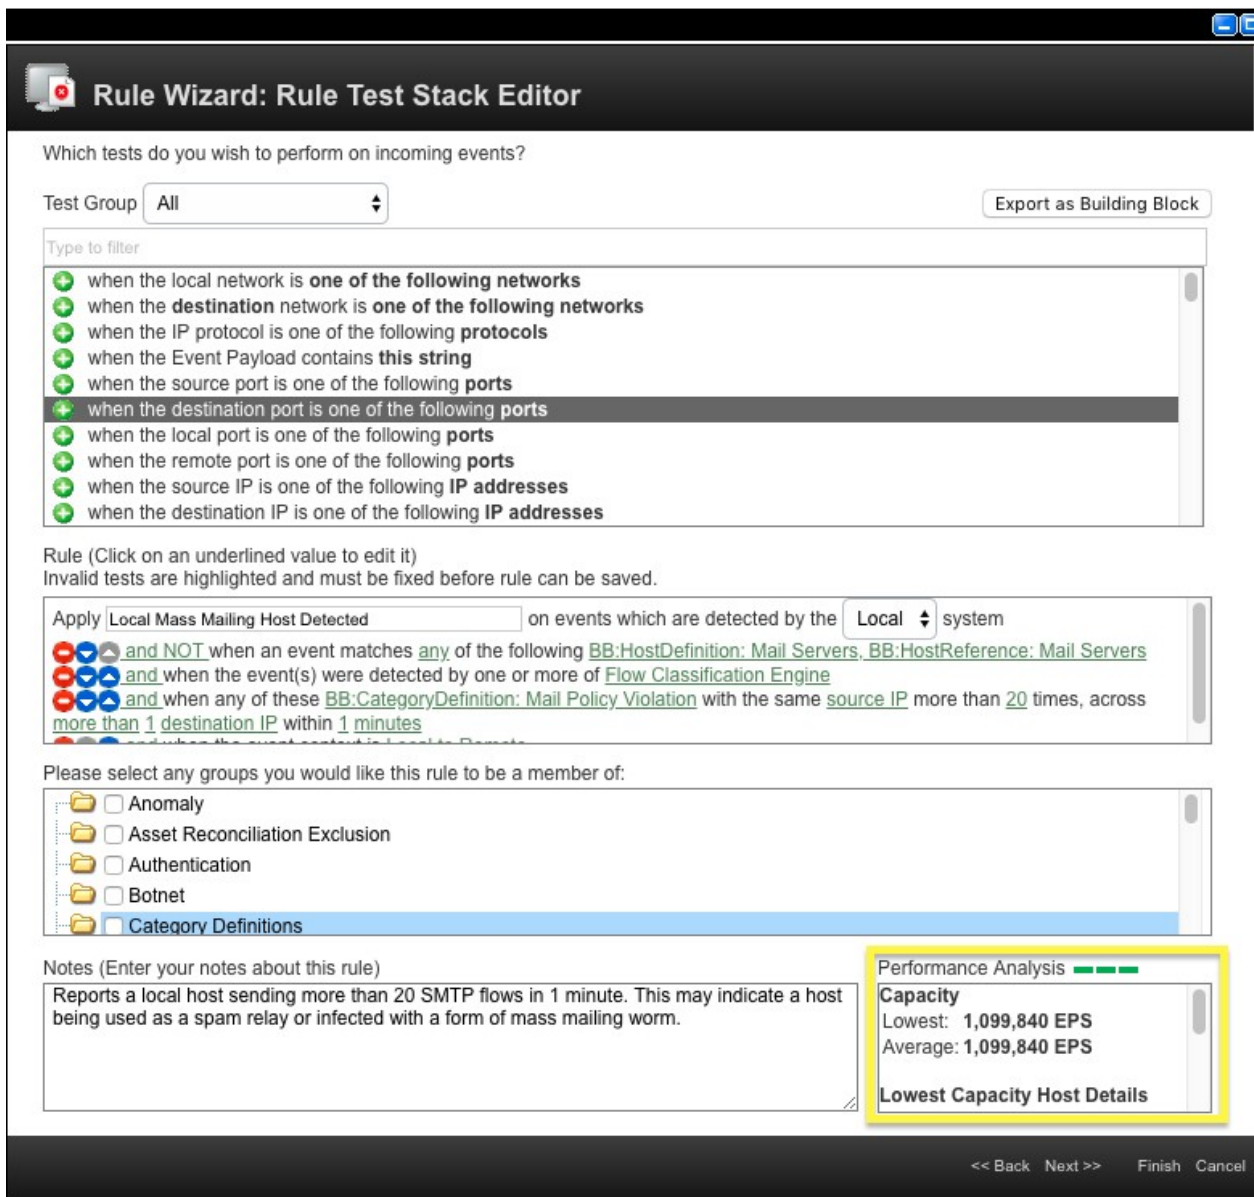 Rule Wizard: Rule Test Stack Editor
Which tests do you wish to perform on incoming events?
Test Group All Export as Building Block
Type to filter
when the local network is one of the following networks
when the destination network is one of the following networks
when the IP protocol is one of the following protocols
when the Event Payload contains this string
when the source port is one of the following ports
when the destination port is one of the following ports
when the local port is one of the following ports
when the remote port is one of the following ports
when the source IP is one of the following IP addresses
when the destination IP is one of the following IP addresses
Rule (Click on an underlined value to edit it)
Invalid tests are highlighted and must be fixed before rule can be saved.
Apply Local Mass Mailing Host Detected on events which are detected by the Local system
and NOT when an event matches any of the following BB:HostDefinition: Mail Servers, BB:HostReference: Mail Servers
and when the event(s) were detected by one or more of Flow Classification Engine
and when any of these BB:CategoryDefinition: Mail Policy Violation with the same source IP more than 20 times, across
more than 1 destination IP within 1 minutes
and when the event context is Local to Remote
Please select any groups you would like this rule to be a member of:
Anomaly
Asset Reconciliation Exclusion
Authentication
Botnet
Category Definitions
Notes (Enter your notes about this rule)
Reports a local host sending more than 20 SMTP flows in 1 minute. This may indicate a host
being used as a spam relay or infected with a form of mass mailing worm.
Performance Analysis
Capacity
Lowest: 1,099,840 EPS
Average: 1,099,840 EPS
Lowest Capacity Host Details
<< Back Next >> Finish Cancel